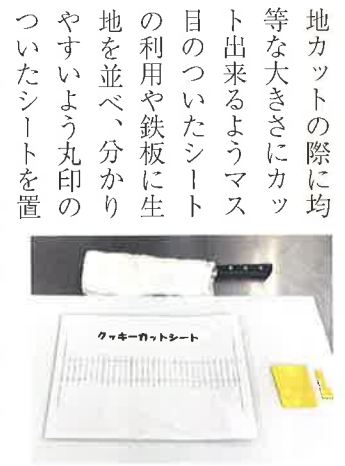 地カットの際に均
等な大きさにカッ
ト出来るようマス
目のついたシート
の利用や鉄板に生
地を並べ、分かり
やすいよう丸印の
ついたシートを置
クッキーカットシート